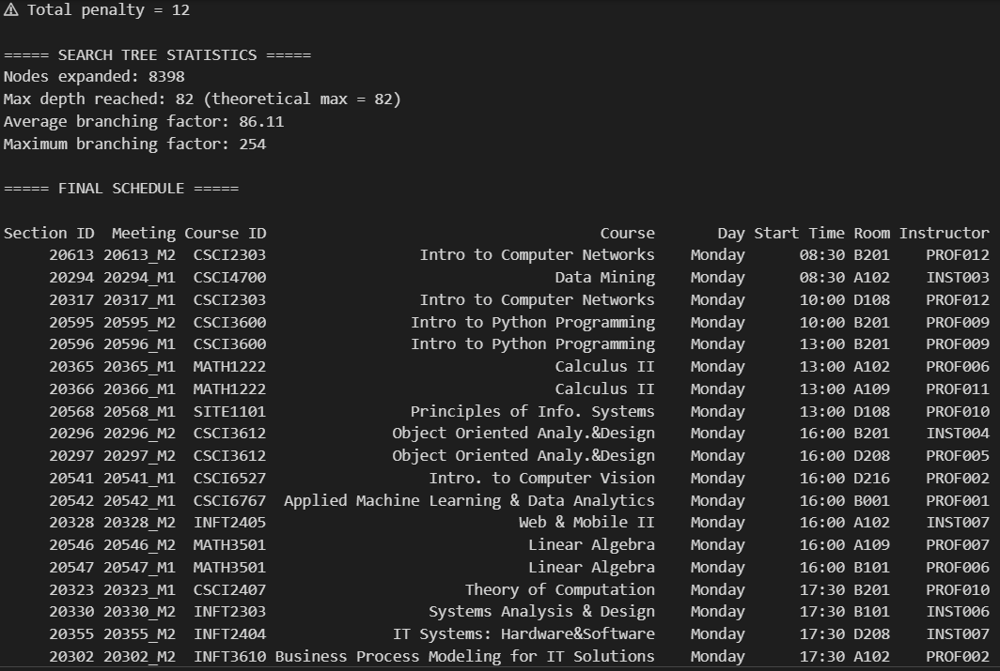 ⚠ Total penalty = 12
===== SEARCH TREE STATISTICS =====
Nodes expanded: 8398
Max depth reached: 82 (theoretical max = 82)
Average branching factor: 86.11
Maximum branching factor: 254
===== FINAL SCHEDULE =====
Section ID Meeting Course ID Course Day Start Time Room Instructor
20613 20613_M2 CSCI2303 Intro to Computer Networks Monday 08:30 B201 PROF012
20294 20294_M1 CSCI4700 Data Mining Monday 08:30 A102 INST003
20317 20317_M1 CSCI2303 Intro to Computer Networks Monday 10:00 D108 PROF012
20595 20595_M2 CSCI3600 Intro to Python Programming Monday 10:00 B201 PROF009
20596 20596_M1 CSCI3600 Intro to Python Programming Monday 13:00 B201 PROF009
20365 20365_M1 MATH1222 Calculus II Monday 13:00 A102 PROF006
20366 20366_M1 MATH1222 Calculus II Monday 13:00 A109 PROF011
20568 20568_M1 SITE1101 Principles of Info. Systems Monday 13:00 D108 PROF010
20296 20296_M2 CSCI3612 Object Oriented Analy.&Design Monday 16:00 B201 INST004
20297 20297_M2 CSCI3612 Object Oriented Analy.&Design Monday 16:00 D208 PROF005
20541 20541_M1 CSCI6527 Intro. to Computer Vision Monday 16:00 D216 PROF002
20542 20542_M1 CSCI6767 Applied Machine Learning & Data Analytics Monday 16:00 B001 PROF001
20328 20328_M2 INFT2405 Web & Mobile II Monday 16:00 A102 INST007
20546 20546_M2 MATH3501 Linear Algebra Monday 16:00 A109 PROF007
20547 20547_M1 MATH3501 Linear Algebra Monday 16:00 B101 PROF006
20323 20323_M1 CSCI2407 Theory of Computation Monday 17:30 B201 PROF010
20330 20330_M2 INFT2303 Systems Analysis & Design Monday 17:30 B101 INST006
20355 20355_M2 INFT2404 IT Systems: Hardware&Software Monday 17:30 D208 INST007
20302 20302_M2 INFT3610 Business Process Modeling for IT Solutions Monday 17:30 A102 PROF002